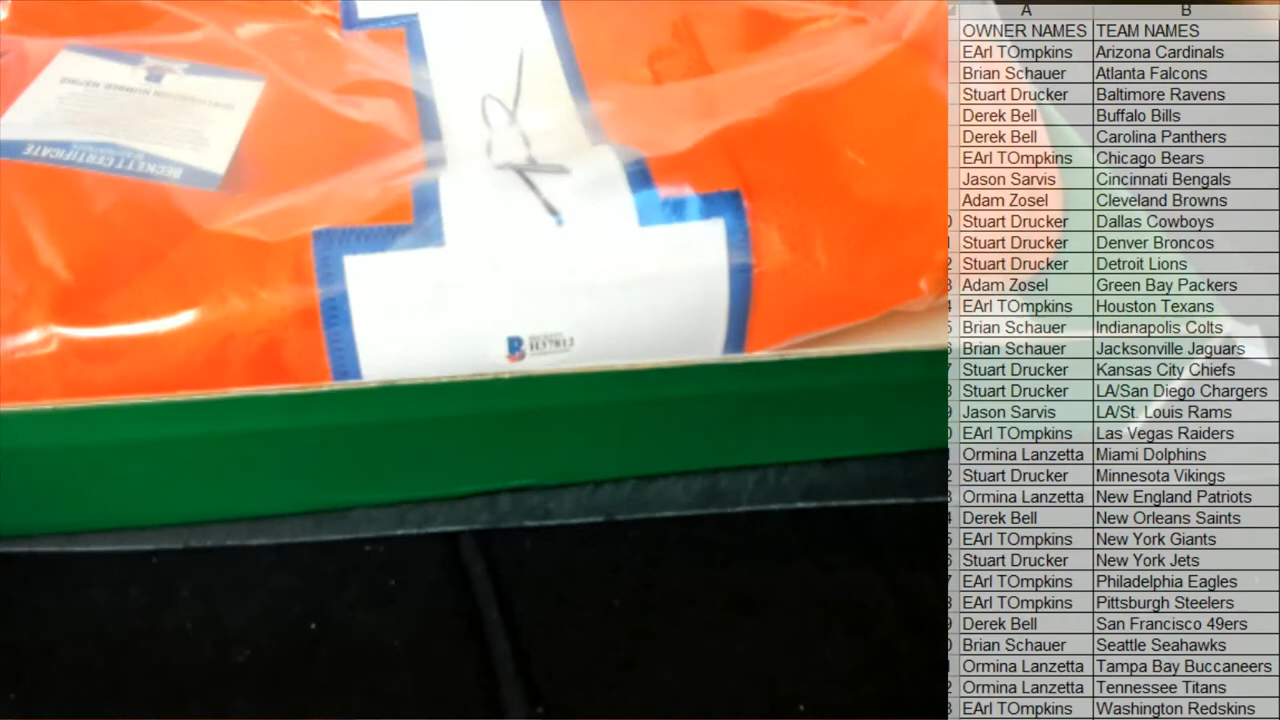 A B
OWNER NAMES TEAM NAMES
EArl TOmpkins Arizona Cardinals
Brian Schauer Atlanta Falcons
Stuart Drucker Baltimore Ravens
Derek Bell Buffalo Bills
Derek Bell Carolina Panthers
EArl TOmpkins Chicago Bears
Jason Sarvis Cincinnati Bengals
Adam Zosel Cleveland Browns
Stuart Drucker Dallas Cowboys
Stuart Drucker Denver Broncos
Stuart Drucker Detroit Lions
Adam Zosel Green Bay Packers
EArl TOmpkins Houston Texans
Brian Schauer Indianapolis Colts
Brian Schauer Jacksonville Jaguars
Stuart Drucker Kansas City Chiefs
Stuart Drucker LA/San Diego Chargers
Jason Sarvis LA/St. Louis Rams
EArl TOmpkins Las Vegas Raiders
Ormina Lanzetta Miami Dolphins
Stuart Drucker Minnesota Vikings
Ormina Lanzetta New England Patriots
Derek Bell New Orleans Saints
EArl TOmpkins New York Giants
Stuart Drucker New York Jets
EArl TOmpkins Philadelphia Eagles
EArl TOmpkins Pittsburgh Steelers
Derek Bell San Francisco 49ers
Brian Schauer Seattle Seahawks
Ormina Lanzetta Tampa Bay Buccaneers
Ormina Lanzetta Tennessee Titans
EArl TOmpkins Washington Redskins
BECKETT CERTIFICATE
B
H37812